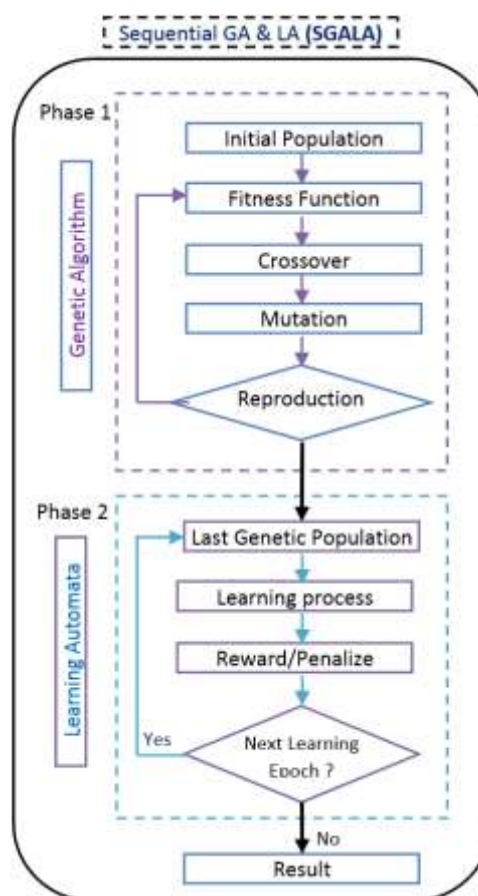 Sequential GA & LA (SGALA)
Phase 1
Genetic Algorithm
Initial Population
Fitness Function
Crossover
Mutation
Reproduction
Phase 2
Learning Automata
Last Genetic Population
Learning process
Reward/Penalize
Yes
Next Learning
Epoch ?
No
Result